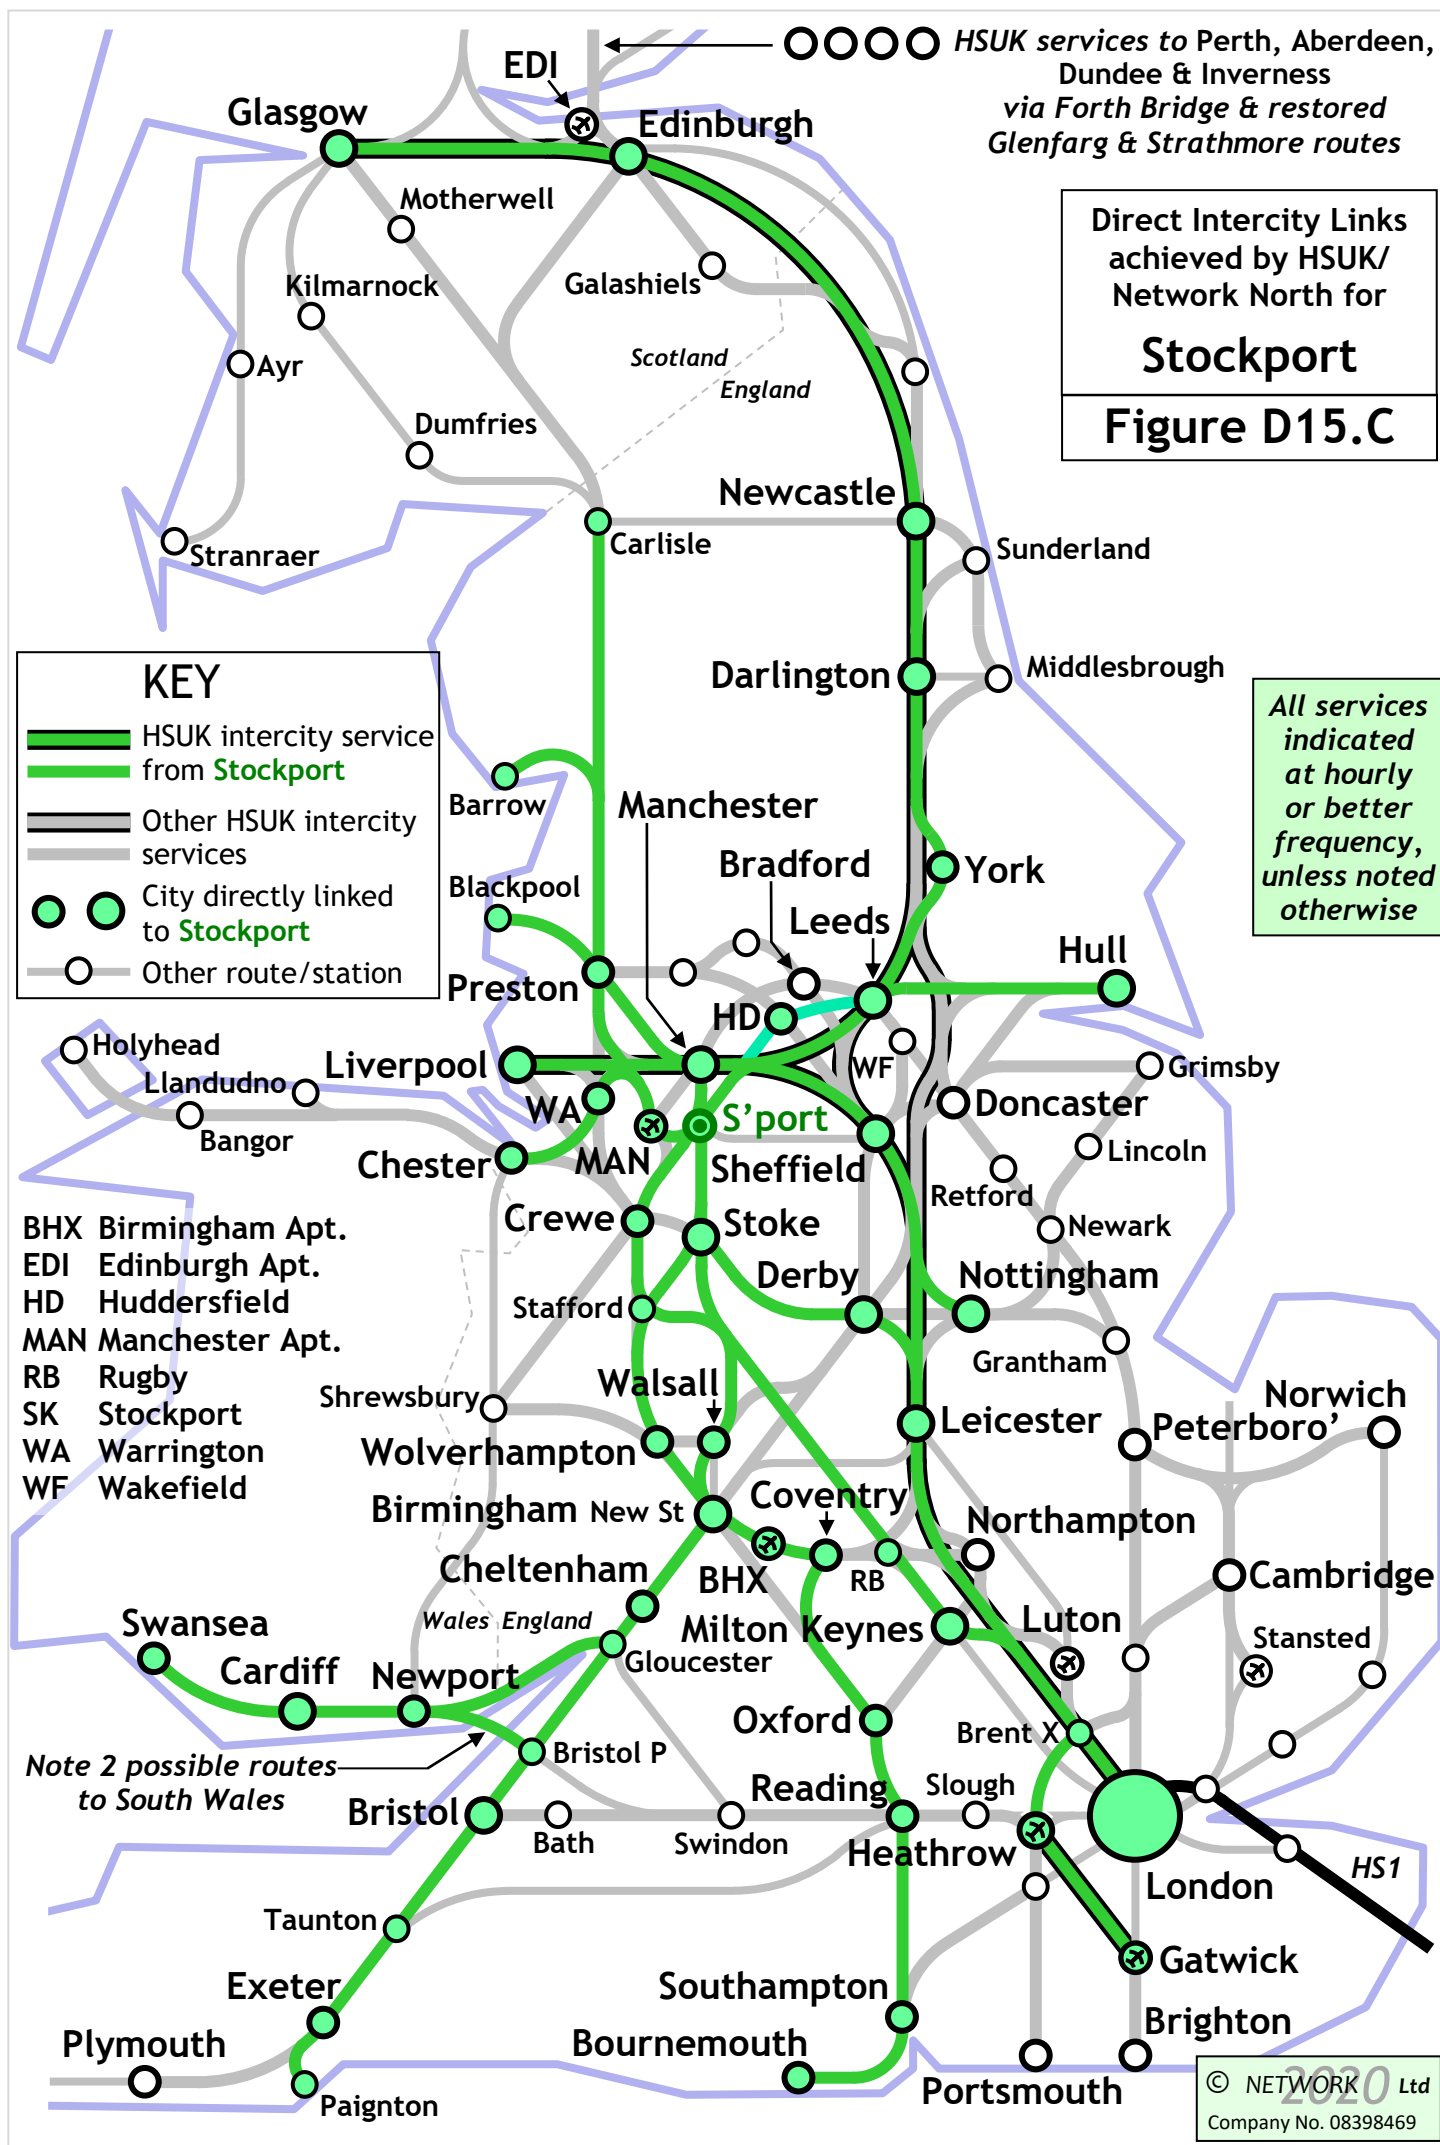 HSUK services to Perth, Aberdeen,
Dundee & Inverness
via Forth Bridge & restored
Glenfarg & Strathmore routes
EDI
Glasgow
Edinburgh
Motherwell
Direct Intercity Links
achieved by HSUK/
Network North for
Stockport
Figure D15.C
Galashiels
Kilmarnock
Scotland
England
Ayr
Dumfries
Newcastle
Carlisle
Sunderland
Stranraer
Darlington
Middlesbrough
KEY
HSUK intercity service
from Stockport
Other HSUK intercity
services
City directly linked
to Stockport
Other route/station
All services
indicated
at hourly
or better
frequency,
unless noted
otherwise
Barrow
Manchester
Bradford
York
Blackpool
Leeds
Hull
Preston
HD
Holyhead
Liverpool
WF
Grimsby
Llandudno
WA
Doncaster
S'port
Bangor
Lincoln
Chester
MAN
Sheffield
Retford
Crewe
Stoke
Newark
BHX Birmingham Apt.
EDI Edinburgh Apt.
HD Huddersfield
MAN Manchester Apt.
RB Rugby
SK Stockport
WA Warrington
WF Wakefield
Derby
Nottingham
Stafford
Grantham
Walsall
Shrewsbury
Norwich
Leicester
Peterboro'
Wolverhampton
Coventry
Birmingham New St
Northampton
Cheltenham
BHX
RB
Cambridge
Swansea
Wales England
Milton Keynes
Luton
Stansted
Cardiff
Newport
Gloucester
Oxford
Brent X
Bristol P
Note 2 possible routes
to South Wales
Reading
Slough
Bristol
Bath
Swindon
Heathrow
HS1
London
Taunton
Gatwick
Exeter
Southampton
Brighton
Plymouth
Bournemouth
Portsmouth
Paignton
© NETWORK 2020 Ltd
Company No. 08398469